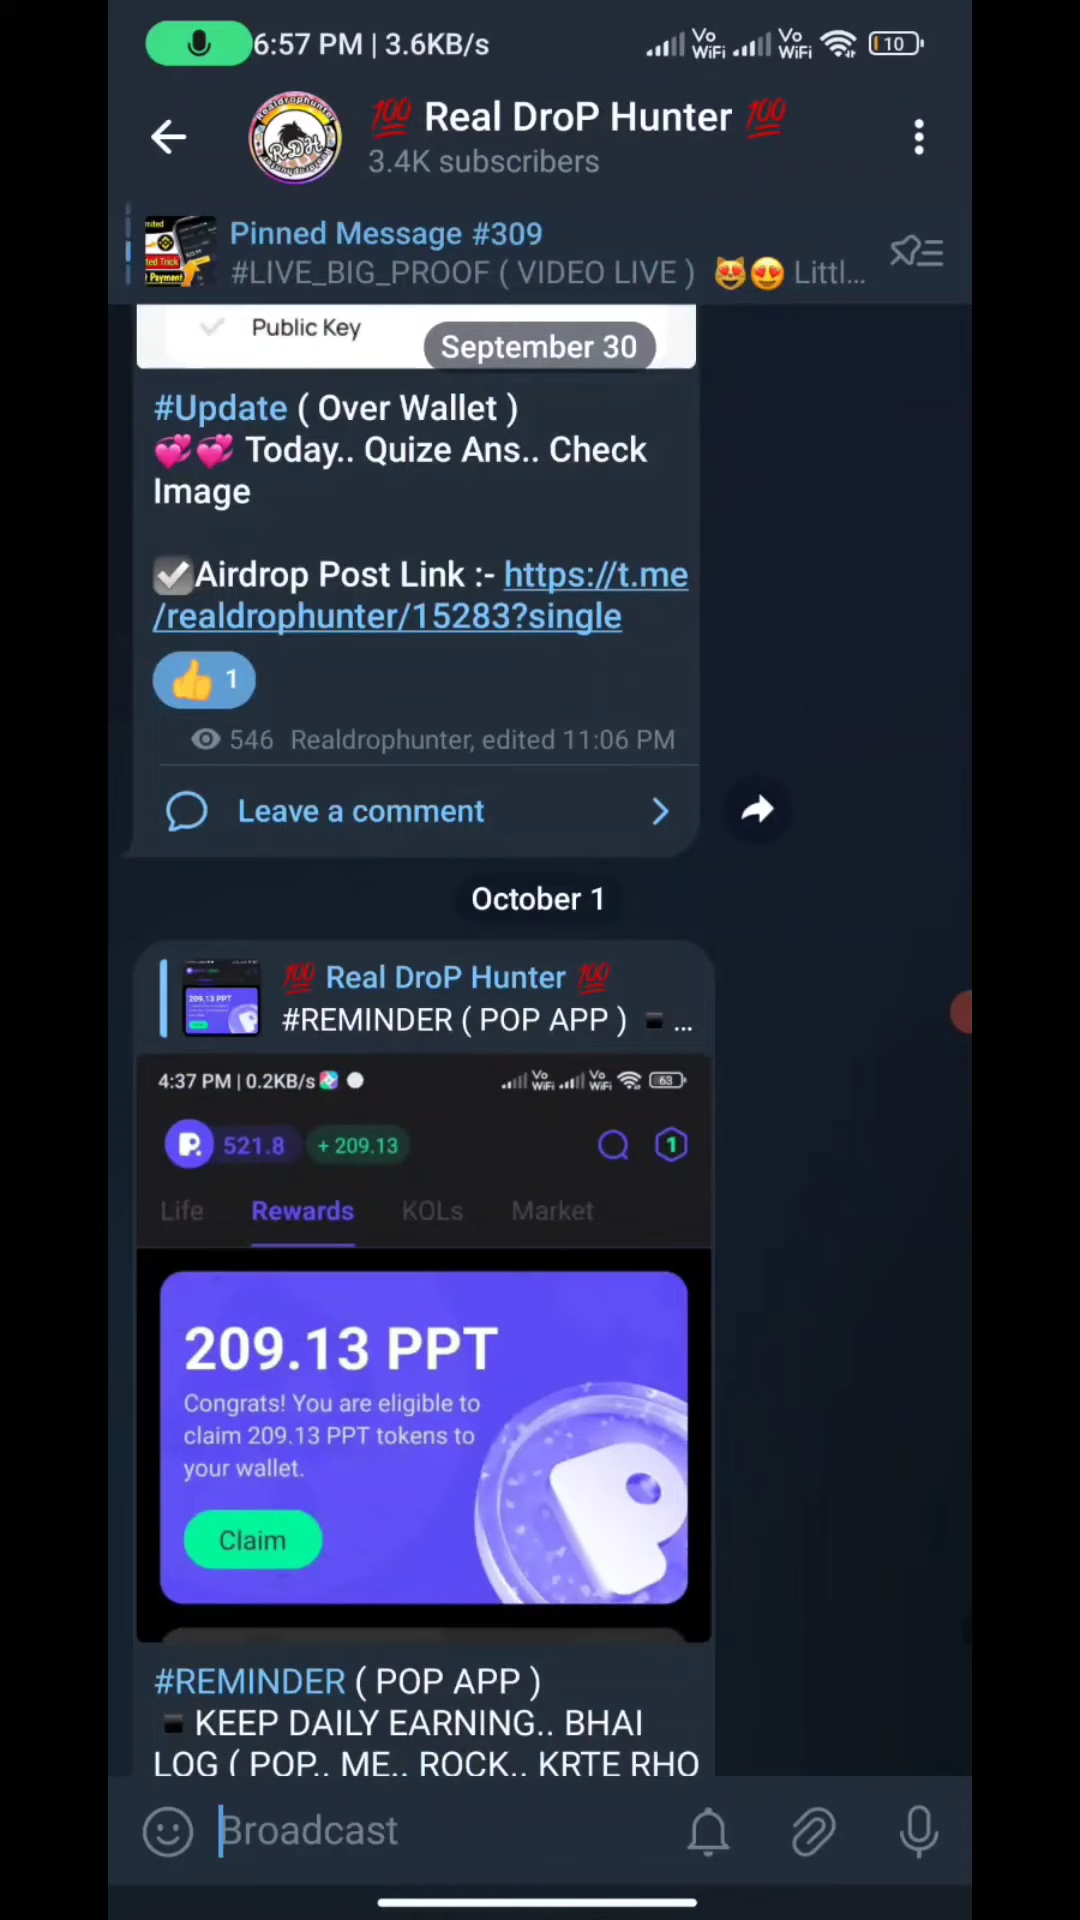 6:57 PM | 3.6KB/s
Vo WiFi Vo WiFi 10
💯 Real DroP Hunter 💯
3.4K subscribers
Pinned Message #309
#LIVE_BIG_PROOF ( VIDEO LIVE ) 😻😍 Littl...
Public Key
September 30
#Update ( Over Wallet )
💞💞 Today.. Quize Ans.. Check
Image
☑️Airdrop Post Link :- https://t.me
/realdrophunter/15283?single
👍 1
546 Realdrophunter, edited 11:06 PM
Leave a comment
October 1
💯 Real DroP Hunter 💯
#REMINDER ( POP APP ) ▪️ ...
4:37 PM | 0.2KB/s
Vo WiFi Vo WiFi 63
521.8 + 209.13 1
Life Rewards KOLs Market
209.13 PPT
Congrats! You are eligible to
claim 209.13 PPT tokens to
your wallet.
Claim
#REMINDER ( POP APP )
▪️ KEEP DAILY EARNING.. BHAI
LOG ( POP.. ME.. ROCK.. KRTE RHO
Broadcast